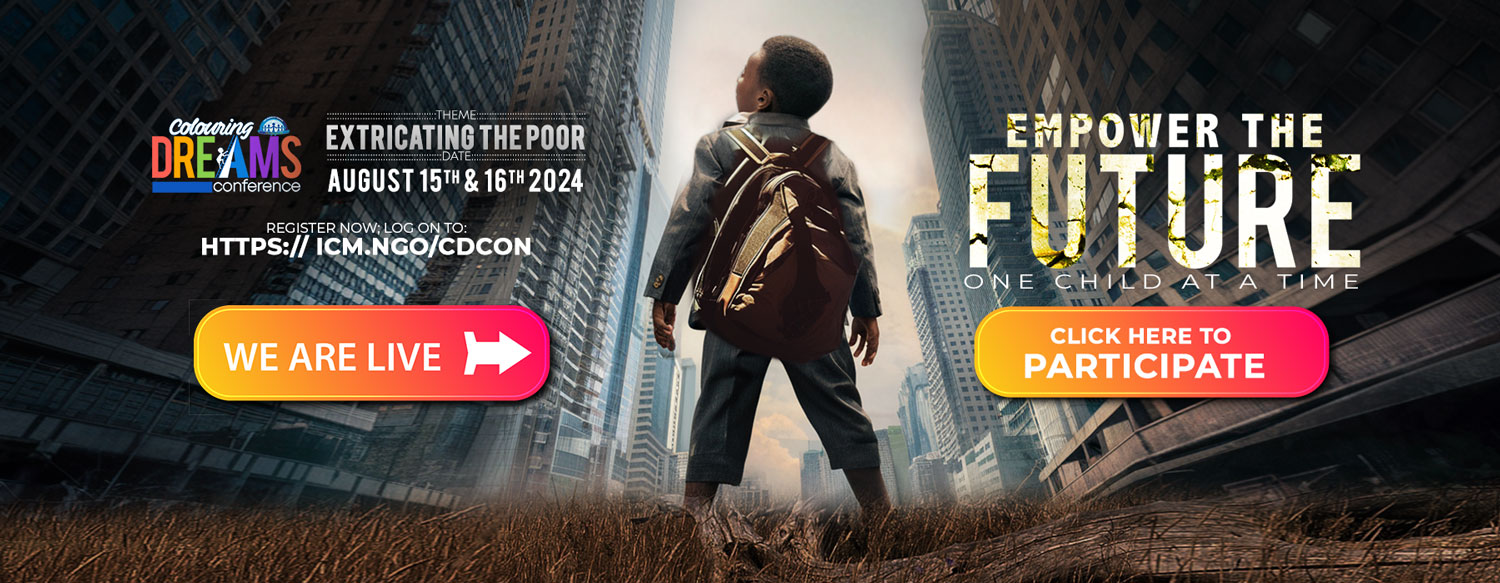 Colouring
DREAMS
conference
THEME
EXTRICATING THE POOR
DATE
AUGUST 15TH & 16TH 2024
REGISTER NOW; LOG ON TO:
HTTPS:// ICM.NGO/CDCON
WE ARE LIVE
EMPOWER THE
FUTURE
ONE CHILD AT A TIME
CLICK HERE TO
PARTICIPATE